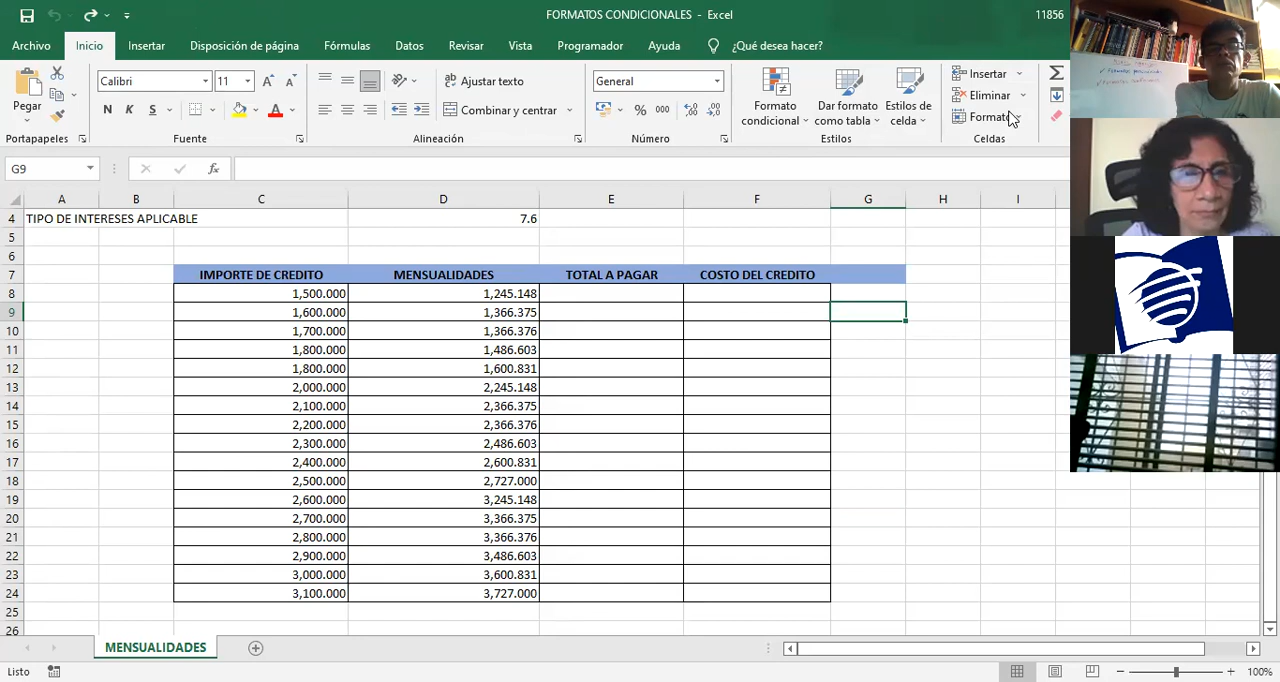 FORMATOS CONDICIONALES - Excel
11856
Archivo Inicio Insertar Disposición de página Fórmulas Datos Revisar Vista Programador Ayuda ¿Qué desea hacer?
Pegar
Calibri 11
N K S
Ajustar texto
Combinar y centrar
General
% 000
Formato condicional
Dar formato como tabla
Estilos de celda
Insertar
Eliminar
Formato
Portapapeles Fuente Alineación Número Estilos Celdas
G9 fx
A B C D E F G H I
4 TIPO DE INTERESES APLICABLE 7.6
5
6
7 IMPORTE DE CREDITO MENSUALIDADES TOTAL A PAGAR COSTO DEL CREDITO
8 1,500.000 1,245.148
9 1,600.000 1,366.375
10 1,700.000 1,366.376
11 1,800.000 1,486.603
12 1,800.000 1,600.831
13 2,000.000 2,245.148
14 2,100.000 2,366.375
15 2,200.000 2,366.376
16 2,300.000 2,486.603
17 2,400.000 2,600.831
18 2,500.000 2,727.000
19 2,600.000 3,245.148
20 2,700.000 3,366.375
21 2,800.000 3,366.376
22 2,900.000 3,486.603
23 3,000.000 3,600.831
24 3,100.000 3,727.000
25
26
MENSUALIDADES
Listo
100%